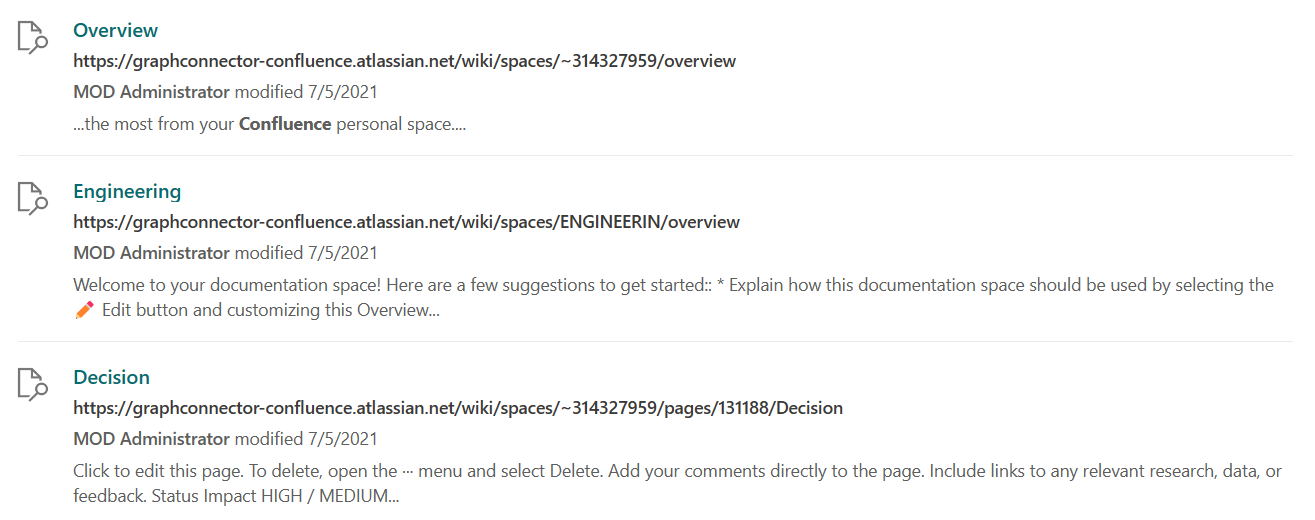 Overview
https://graphconnector-confluence.atlassian.net/wiki/spaces/~314327959/overview
MOD Administrator modified 7/5/2021
...the most from your Confluence personal space....
Engineering
https://graphconnector-confluence.atlassian.net/wiki/spaces/ENGINEERIN/overview
MOD Administrator modified 7/5/2021
Welcome to your documentation space! Here are a few suggestions to get started:: * Explain how this documentation space should be used by selecting the
✏️ Edit button and customizing this Overview...
Decision
https://graphconnector-confluence.atlassian.net/wiki/spaces/~314327959/pages/131188/Decision
MOD Administrator modified 7/5/2021
Click to edit this page. To delete, open the ··· menu and select Delete. Add your comments directly to the page. Include links to any relevant research, data, or
feedback. Status Impact HIGH / MEDIUM...